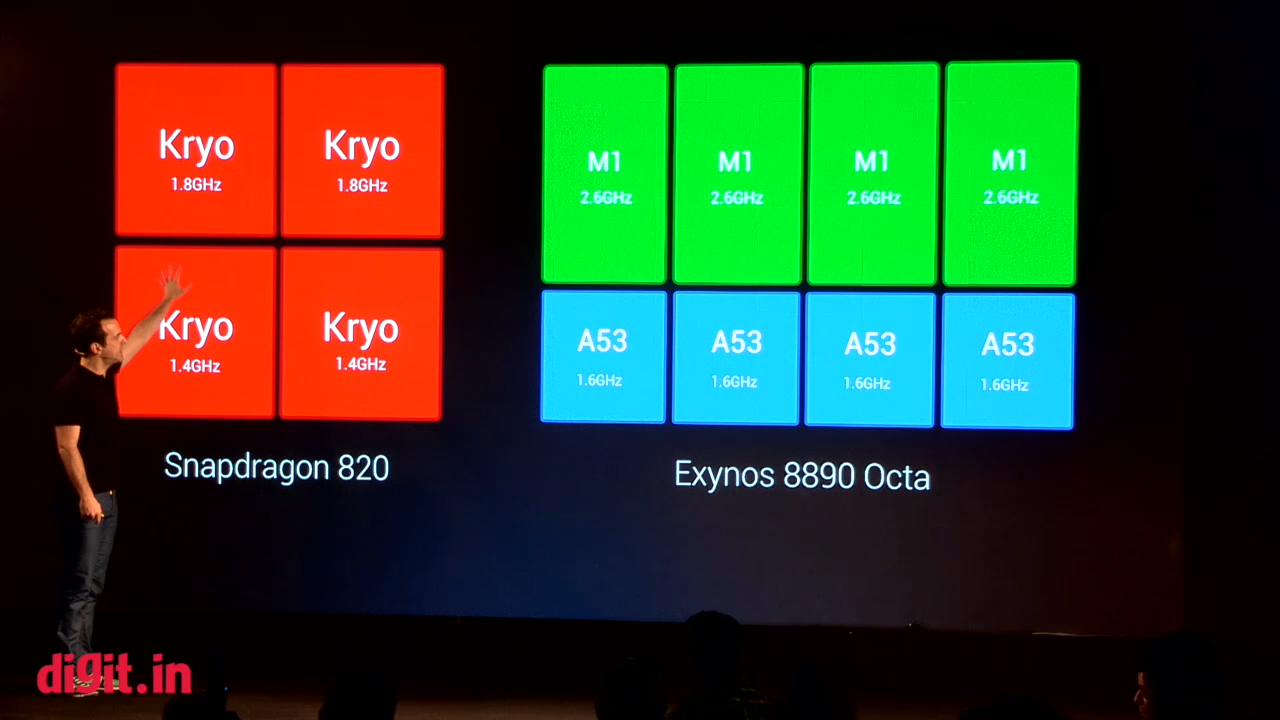 Kryo Kryo
1.8GHz 1.8GHz
Kryo Kryo
1.4GHz 1.4GHz
Snapdragon 820
M1 M1 M1 M1
2.6GHz 2.6GHz 2.6GHz 2.6GHz
A53 A53 A53 A53
1.6GHz 1.6GHz 1.6GHz 1.6GHz
Exynos 8890 Octa
digit.in